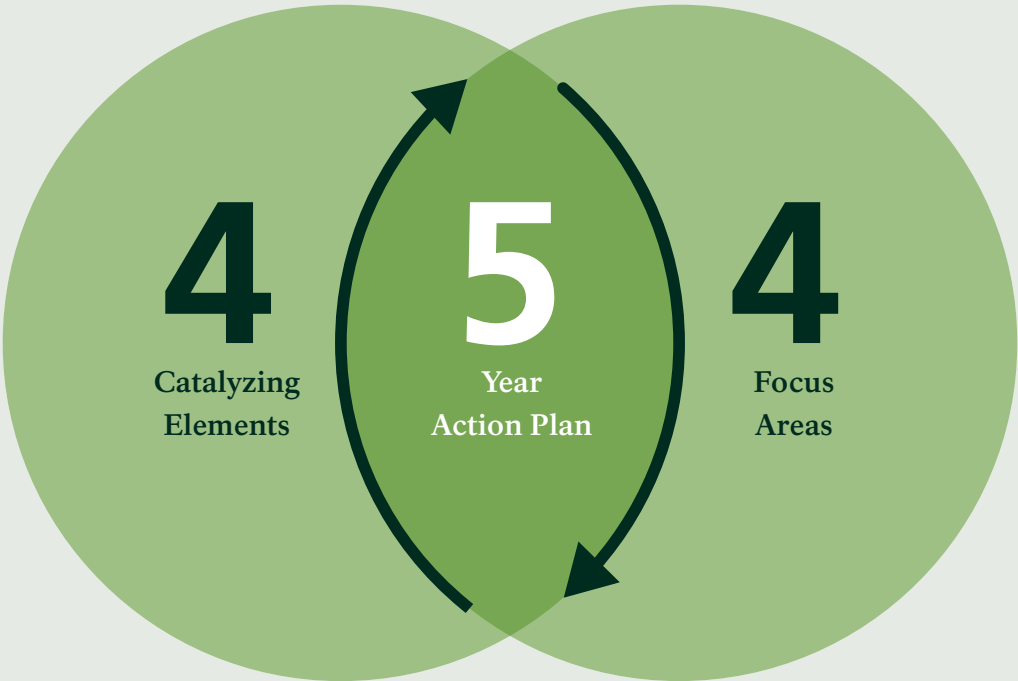 4
Catalyzing
Elements
5
Year
Action Plan
4
Focus
Areas